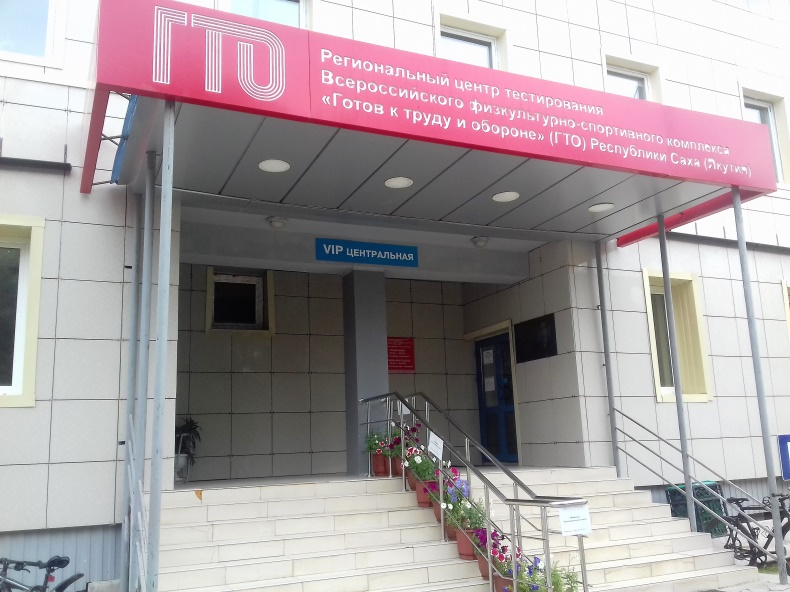 ГТО
Региональный центр тестирования
Всероссийского физкультурно-спортивного комплекса
«Готов к труду и обороне» (ГТО) Республики Саха (Якутия)
VIP ЦЕНТРАЛЬНАЯ